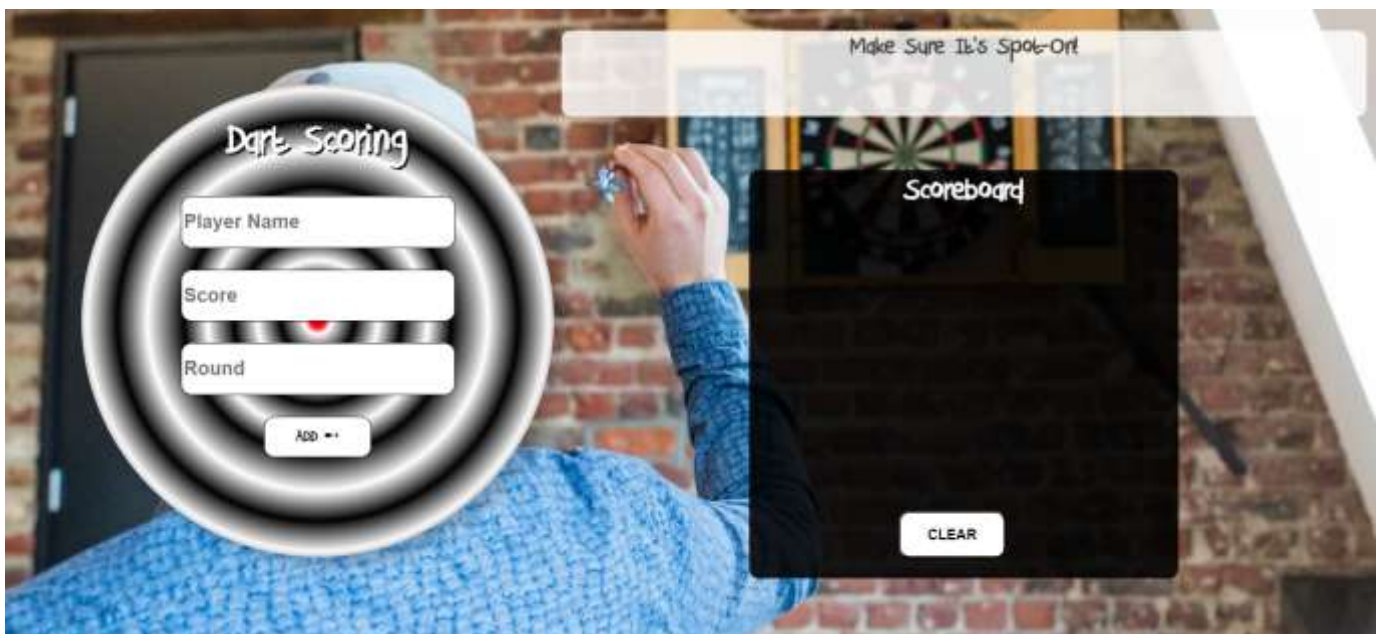 Make Sure It's Spot-On!
Dart Scoring
Player Name
Score
Round
Add ➵
Scoreboard
CLEAR